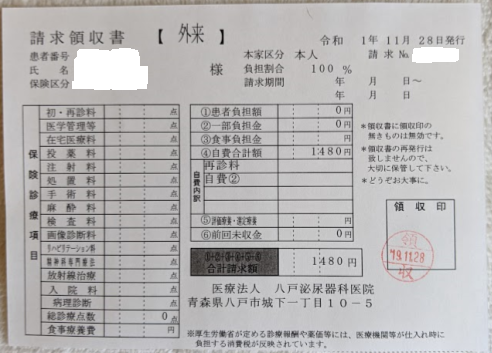 請求領収書 【 外来 】 令和 1年11月28日発行
患者番号 本家区分 本人 請求No.
氏名 様 負担割合 100 %
保険区分 請求期間 年 月 日～
年 月 日
保険診療項目
初・再診料 点
医学管理等 点
在宅医療料 点
投薬料 点
注射料 点
処置料 点
手術料 点
麻酔料 点
検査料 点
画像診断料 点
リハビリテーション料 点
精神科専門療法 点
放射線治療 点
入院料 点
病理診断 点
総診療点数 0点
食事療養費 円
①患者負担額 0円
②一部負担金 0円
③食事負担金 円
④自費合計額 1480円
自費内訳
再診料
自費②
⑤評価療養・選定療養 円
⑥前回未収金 0円
①+②+③+④+⑤+⑥
合計請求額 1480円
＊領収書に領収印の
無きものは無効です。
＊領収書の再発行は
致しませんので、
大切に保管して下さい。
＊どうぞお大事に。
領収印
領
'19.11.28
収
医療法人 八戸泌尿器科医院
青森県八戸市城下一丁目10－5
※厚生労働省が定める診療報酬や薬価等には、医療機関等が仕入れ時に
負担する消費税が反映されています。